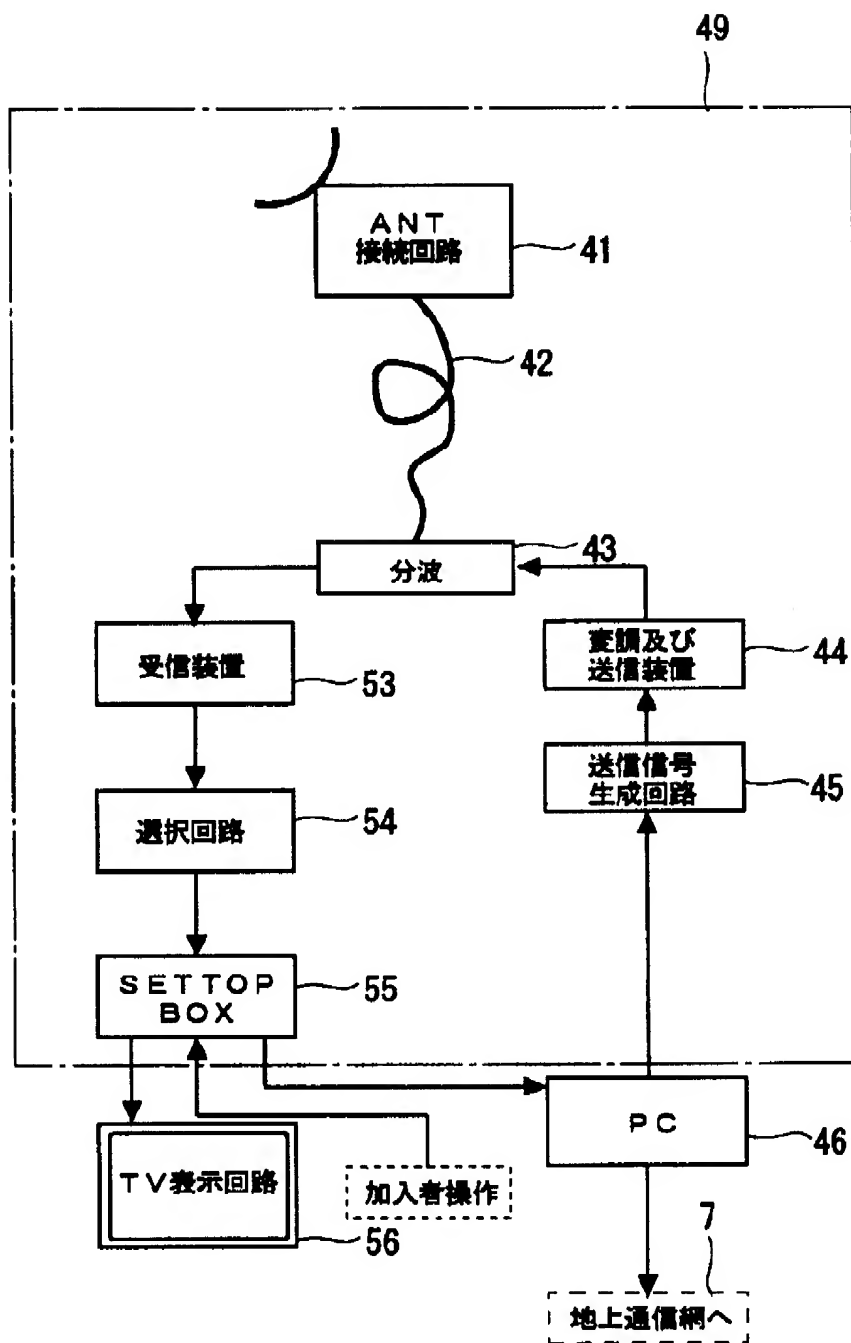 49
ANT
接続回路
41
42
43
分波
受信装置
53
変調及び
送信装置
44
選択回路
54
送信信号
生成回路
45
SET TOP
BOX
55
PC
46
TV表示回路
56
加入者操作
7
地上通信網へ